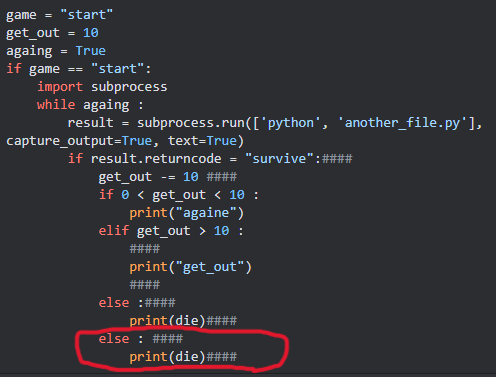 game = "start"
get_out = 10
againg = True
if game == "start":
    import subprocess
    while againg :
        result = subprocess.run(['python', 'another_file.py'],
capture_output=True, text=True)
        if result.returncode = "survive":####
            get_out -= 10 ####
            if 0 < get_out < 10 :
                print("againe")
            elif get_out > 10 :
                ####
                print("get_out")
                ####
            else :####
                print(die)####
            else : ####
                print(die)####